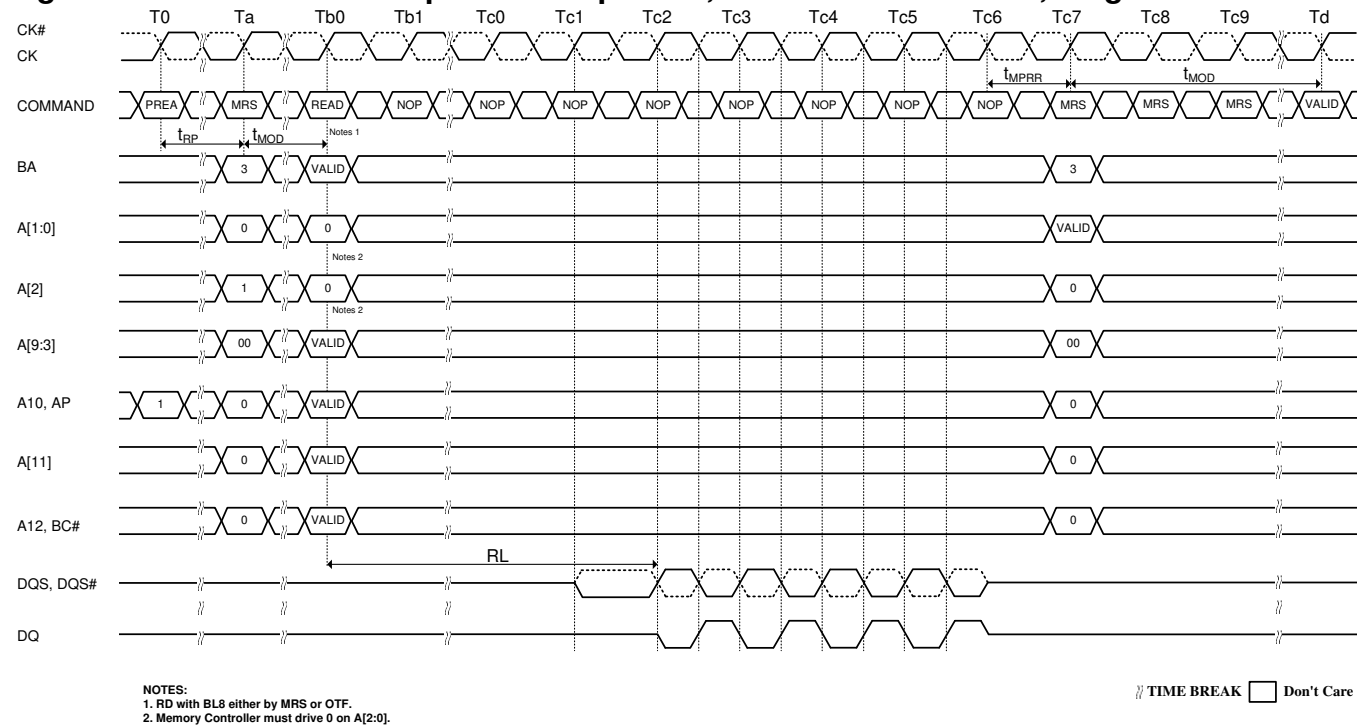 T0 Ta Tb0 Tb1 Tc0 Tc1 Tc2 Tc3 Tc4 Tc5 Tc6 Tc7 Tc8 Tc9 Td
CK#
CK
tMPRR tMOD
COMMAND PREA MRS READ NOP NOP NOP NOP NOP NOP NOP NOP MRS MRS MRS VALID
tRP tMOD Notes 1
BA 3 VALID 3
A[1:0] 0 0 VALID
Notes 2
A[2] 1 0 0
Notes 2
A[9:3] 00 VALID 00
A10, AP 1 0 VALID 0
A[11] 0 VALID 0
A12, BC# 0 VALID 0
RL
DQS, DQS#
DQ
NOTES:
1. RD with BL8 either by MRS or OTF.
2. Memory Controller must drive 0 on A[2:0].
TIME BREAK Don't Care